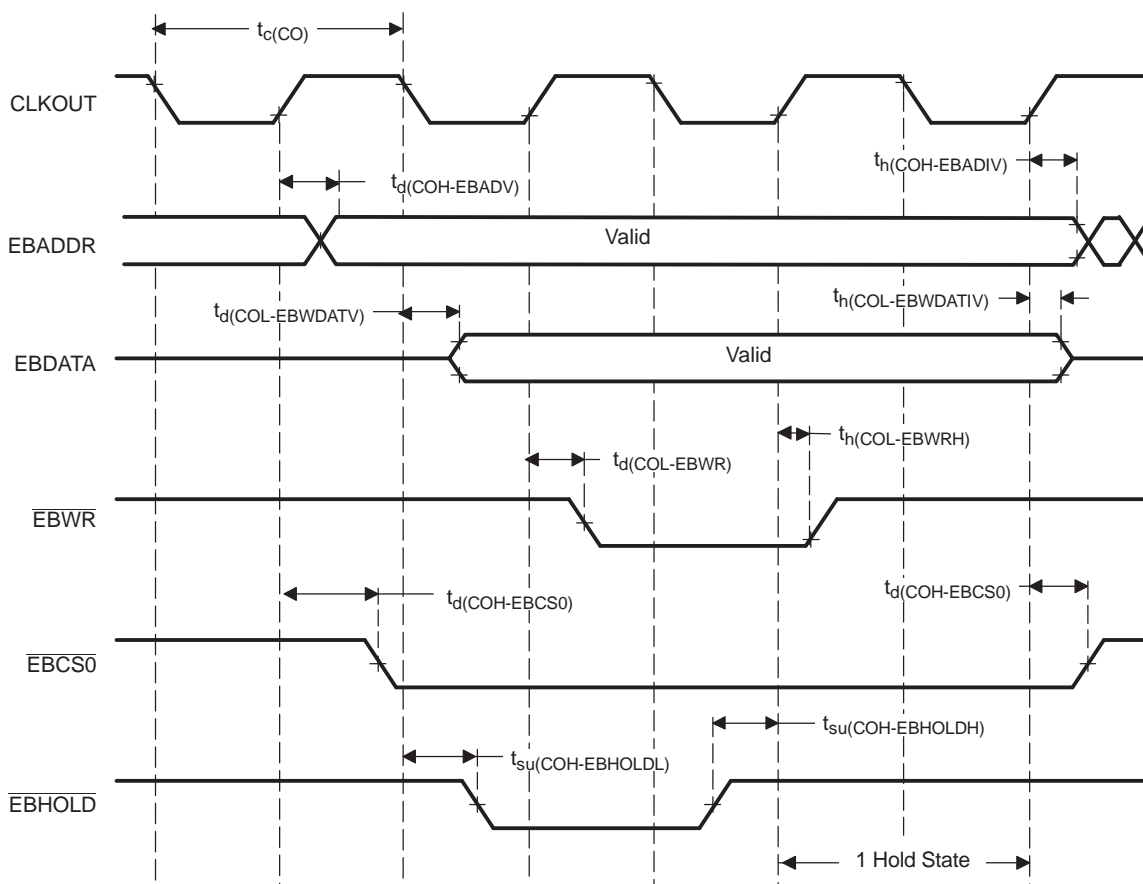 tc(CO)
CLKOUT
th(COH-EBADIV)
td(COH-EBADV)
EBADDR
Valid
td(COL-EBWDATV)
th(COL-EBWDATIV)
EBDATA
Valid
th(COL-EBWRH)
td(COL-EBWR)
EBWR
td(COH-EBCS0)
td(COH-EBCS0)
EBCS0
tsu(COH-EBHOLDH)
tsu(COH-EBHOLDL)
EBHOLD
1 Hold State